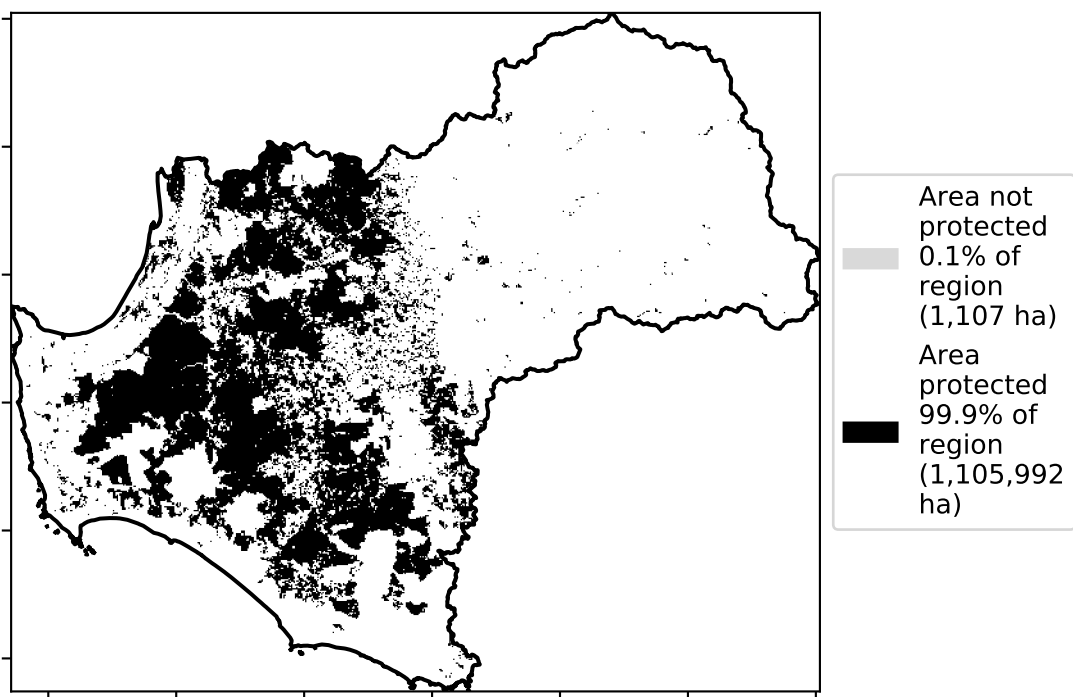 Area not
protected
0.1% of
region
(1,107 ha)
Area
protected
99.9% of
region
(1,105,992
ha)